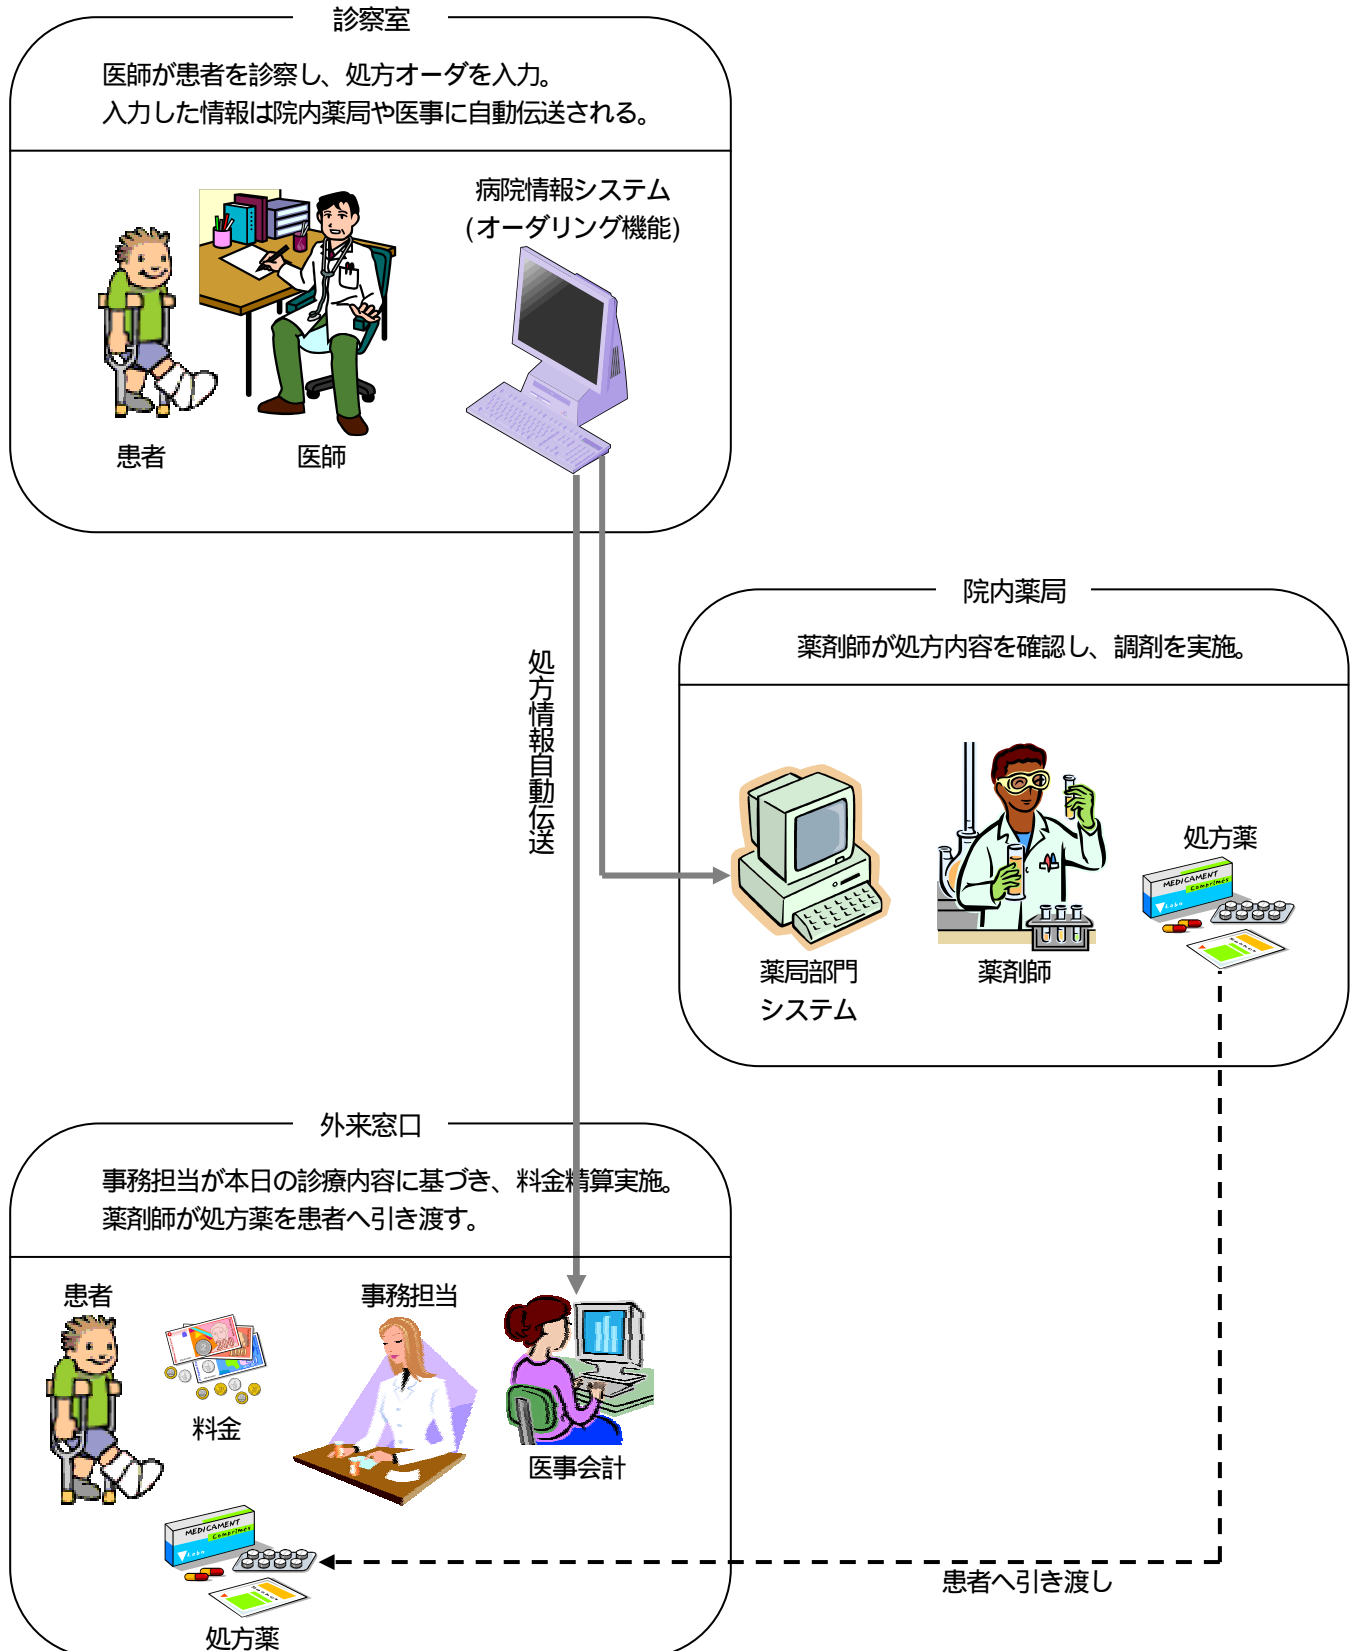 診察室
医師が患者を診察し、処方オーダを入力。
入力した情報は院内薬局や医事に自動伝送される。
病院情報システム
(オーダリング機能)
患者
医師
処方情報自動伝送
院内薬局
薬剤師が処方内容を確認し、調剤を実施。
処方薬
MEDICAMENT
Comprimés
Labo
薬局部門
システム
薬剤師
外来窓口
事務担当が本日の診療内容に基づき、料金精算実施。
薬剤師が処方薬を患者へ引き渡す。
患者
事務担当
料金
医事会計
MEDICAMENT
Comprimés
Labo
処方薬
患者へ引き渡し